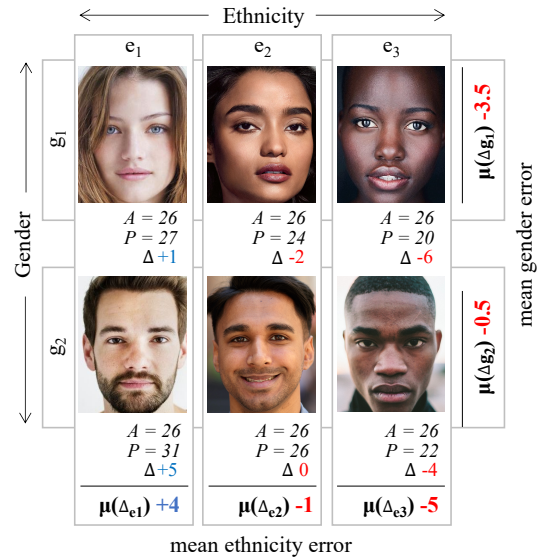 Ethnicity
e1 e2 e3
Gender
g1
μ(Δg1) -3.5
A = 26 A = 26 A = 26
P = 27 P = 24 P = 20
Δ +1 Δ -2 Δ -6
mean gender error
g2
μ(Δg2) -0.5
A = 26 A = 26 A = 26
P = 31 P = 26 P = 22
Δ +5 Δ 0 Δ -4
μ(Δe1) +4 μ(Δe2) -1 μ(Δe3) -5
mean ethnicity error